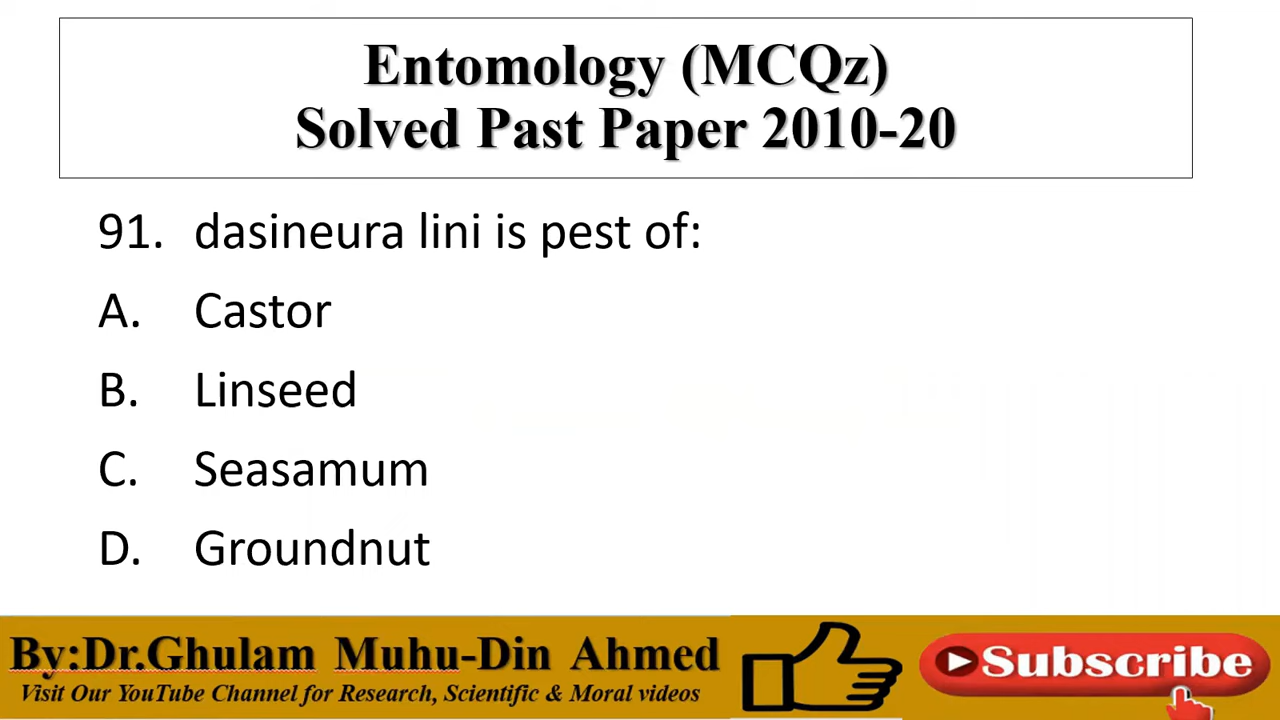 Entomology (MCQz)
Solved Past Paper 2010-20
91. dasineura lini is pest of:
A. Castor
B. Linseed
C. Seasamum
D. Groundnut
By:Dr.Ghulam Muhu-Din Ahmed
Visit Our YouTube Channel for Research, Scientific & Moral videos
Subscribe